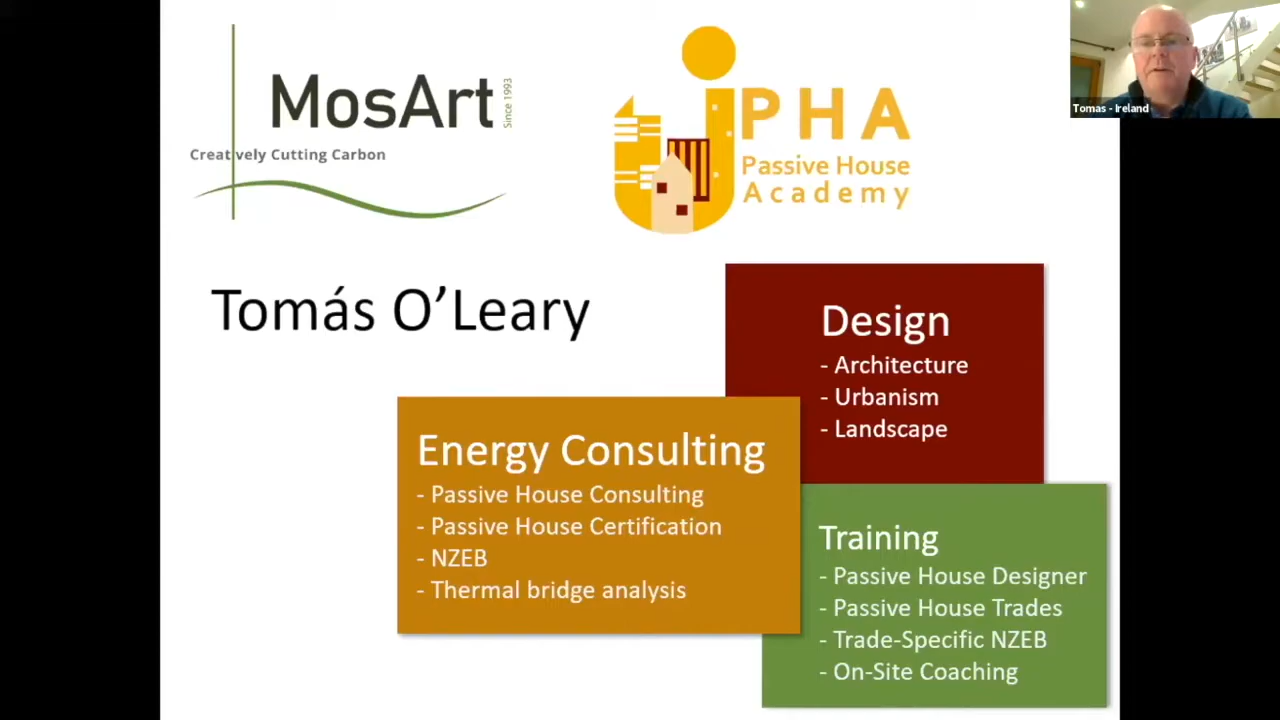 MosArt
Since 1993
Creatively Cutting Carbon
PHA
Passive House
Academy
Tomas - Ireland
Tomás O’Leary
Design
- Architecture
- Urbanism
- Landscape
Energy Consulting
- Passive House Consulting
- Passive House Certification
- NZEB
- Thermal bridge analysis
Training
- Passive House Designer
- Passive House Trades
- Trade-Specific NZEB
- On-Site Coaching